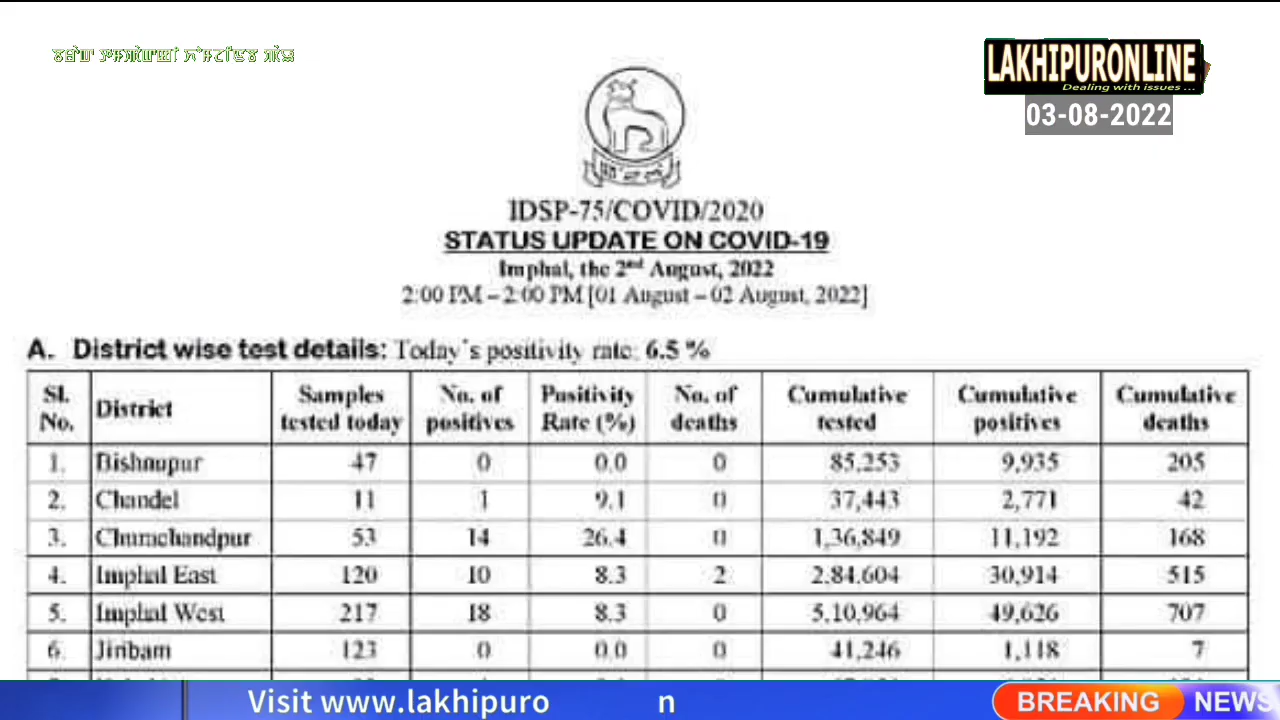 LAKHIPURONLINE
Dealing with issues ...
03-08-2022
IDSP-75/COVID/2020
STATUS UPDATE ON COVID-19
Imphal, the 2nd August, 2022
2:00 PM – 2:00 PM [01 August – 02 August, 2022]
A. District wise test details: Today's positivity rate: 6.5 %
Sl. No. District Samples tested today No. of positives Positivity Rate (%) No. of deaths Cumulative tested Cumulative positives Cumulative deaths
1. Bishnupur 47 0 0.0 0 85,253 9,935 205
2. Chandel 11 1 9.1 0 37,443 2,771 42
3. Churachandpur 53 14 26.4 0 1,36,849 11,192 168
4. Imphal East 120 10 8.3 2 2,84,604 30,914 515
5. Imphal West 217 18 8.3 0 5,10,964 49,626 707
6. Jiribam 123 0 0.0 0 41,246 1,118 7
Visit www.lakhipuro n
BREAKING NEWS